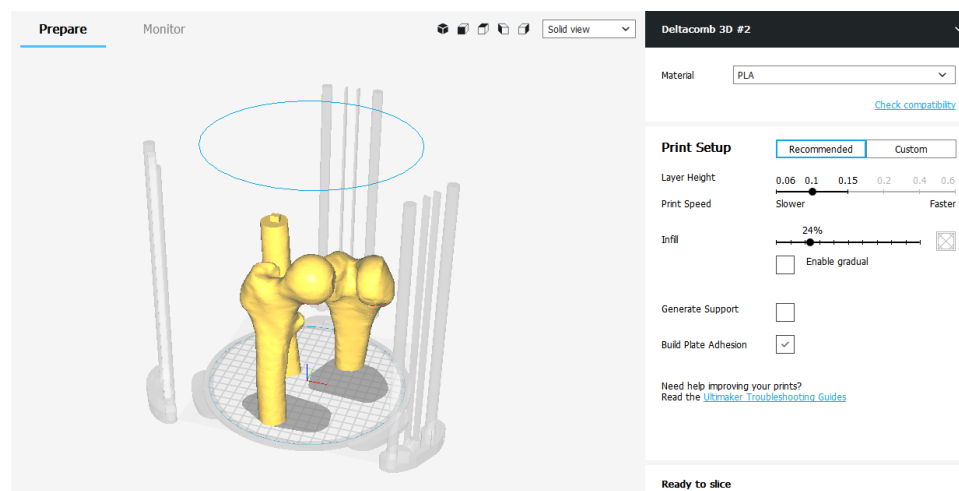 Prepare
Monitor
Solid view
Deltacomb 3D #2
Material
PLA
Check compatibility
Print Setup
Recommended
Custom
Layer Height
0.06 0.1 0.15 0.2 0.4 0.6
Print Speed
Slower
Faster
24%
Infill
Enable gradual
Generate Support
Build Plate Adhesion
Need help improving your prints?
Read the Ultimaker Troubleshooting Guides
Ready to slice